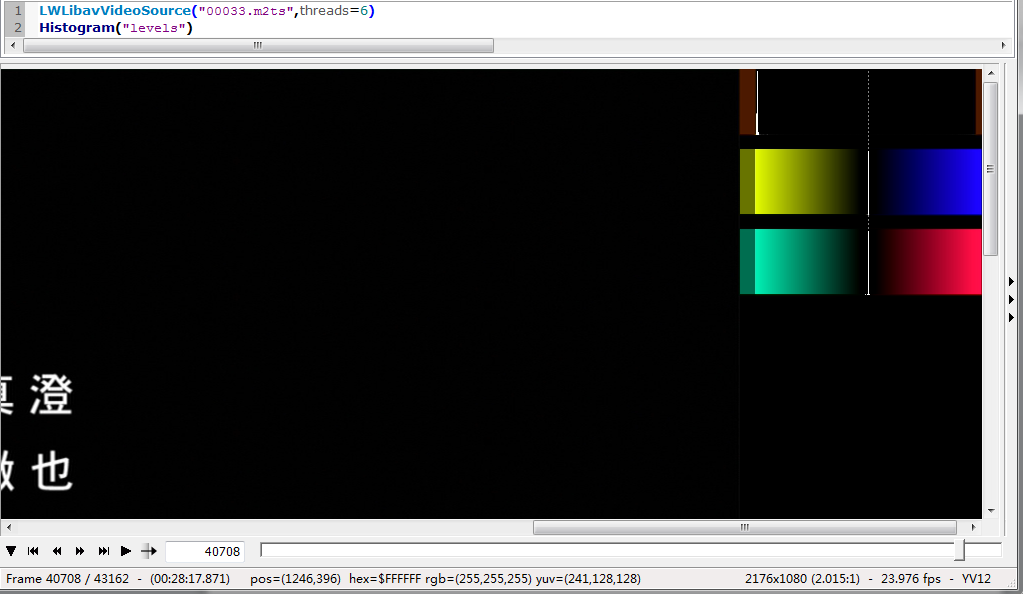 1 LWLibavVideoSource("00033.m2ts",threads=6)
2 Histogram("levels")
澄
也
40708
Frame 40708 / 43162 - (00:28:17.871) pos=(1246,396) hex=$FFFFFF rgb=(255,255,255) yuv=(241,128,128) 2176x1080 (2.015:1) - 23.976 fps - YV12